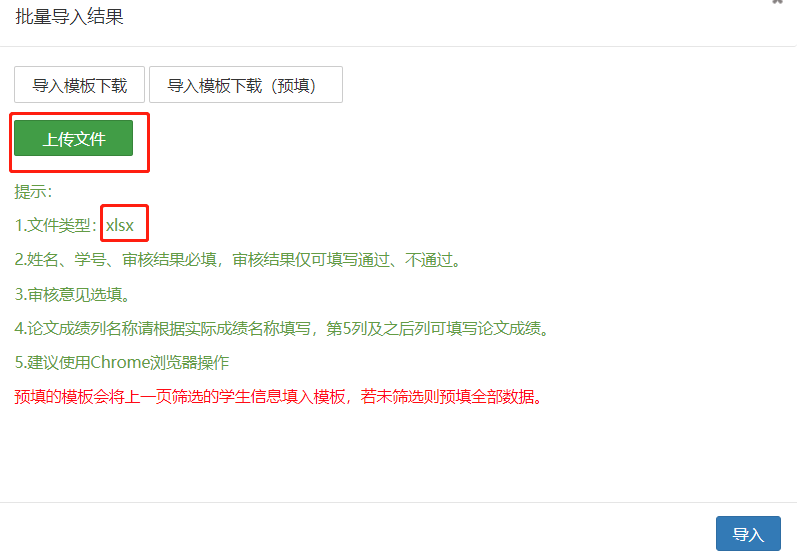 批量导入结果
导入模板下载 导入模板下载（预填）
上传文件
提示：
1.文件类型：xlsx
2.姓名、学号、审核结果必填，审核结果仅可填写通过、不通过。
3.审核意见选填。
4.论文成绩列名称请根据实际成绩名称填写，第5列及之后列可填写论文成绩。
5.建议使用Chrome浏览器操作
预填的模板会将上一页筛选的学生信息填入模板，若未筛选则预填全部数据。
导入